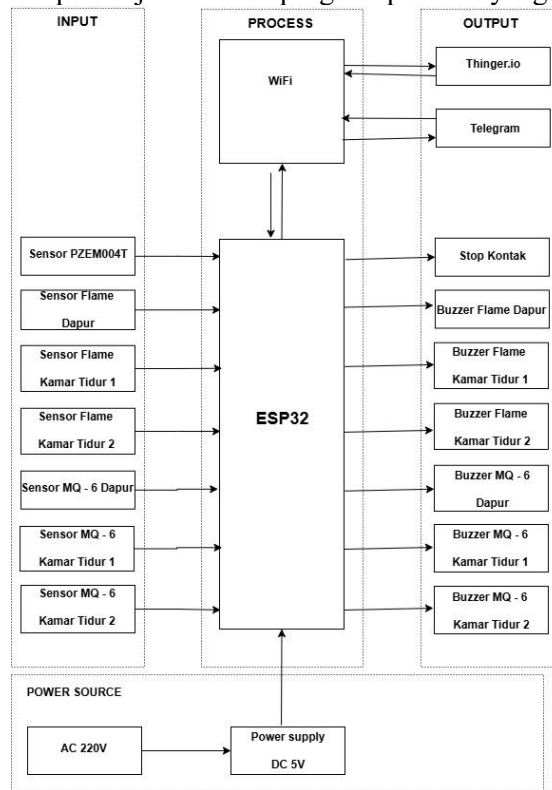 INPUT
PROCESS
OUTPUT
WiFi
Thinger.io
Telegram
Sensor PZEM004T
Sensor Flame
Dapur
Sensor Flame
Kamar Tidur 1
Sensor Flame
Kamar Tidur 2
Sensor MQ - 6 Dapur
Sensor MQ - 6
Kamar Tidur 1
Sensor MQ - 6
Kamar Tidur 2
ESP32
Stop Kontak
Buzzer Flame Dapur
Buzzer Flame
Kamar Tidur 1
Buzzer Flame
Kamar Tidur 2
Buzzer MQ - 6
Dapur
Buzzer MQ - 6
Kamar Tidur 1
Buzzer MQ - 6
Kamar Tidur 2
POWER SOURCE
AC 220V
Power supply
DC 5V